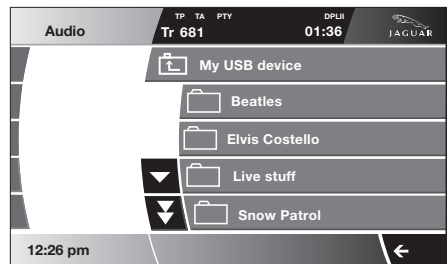 Audio
TP TA PTY
DPLII
Tr 681
01:36
JAGUAR
My USB device
Beatles
Elvis Costello
Live stuff
Snow Patrol
12:26 pm